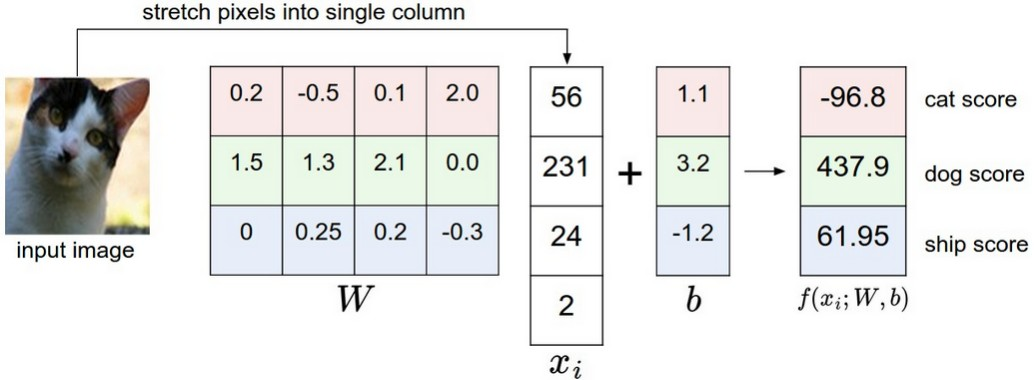 stretch pixels into single column
0.2 -0.5 0.1 2.0 56 1.1 -96.8 cat score
1.5 1.3 2.1 0.0 231 + 3.2 437.9 dog score
0 0.25 0.2 -0.3 24 -1.2 61.95 ship score
input image
W 2 b f(x_i; W, b)
x_i